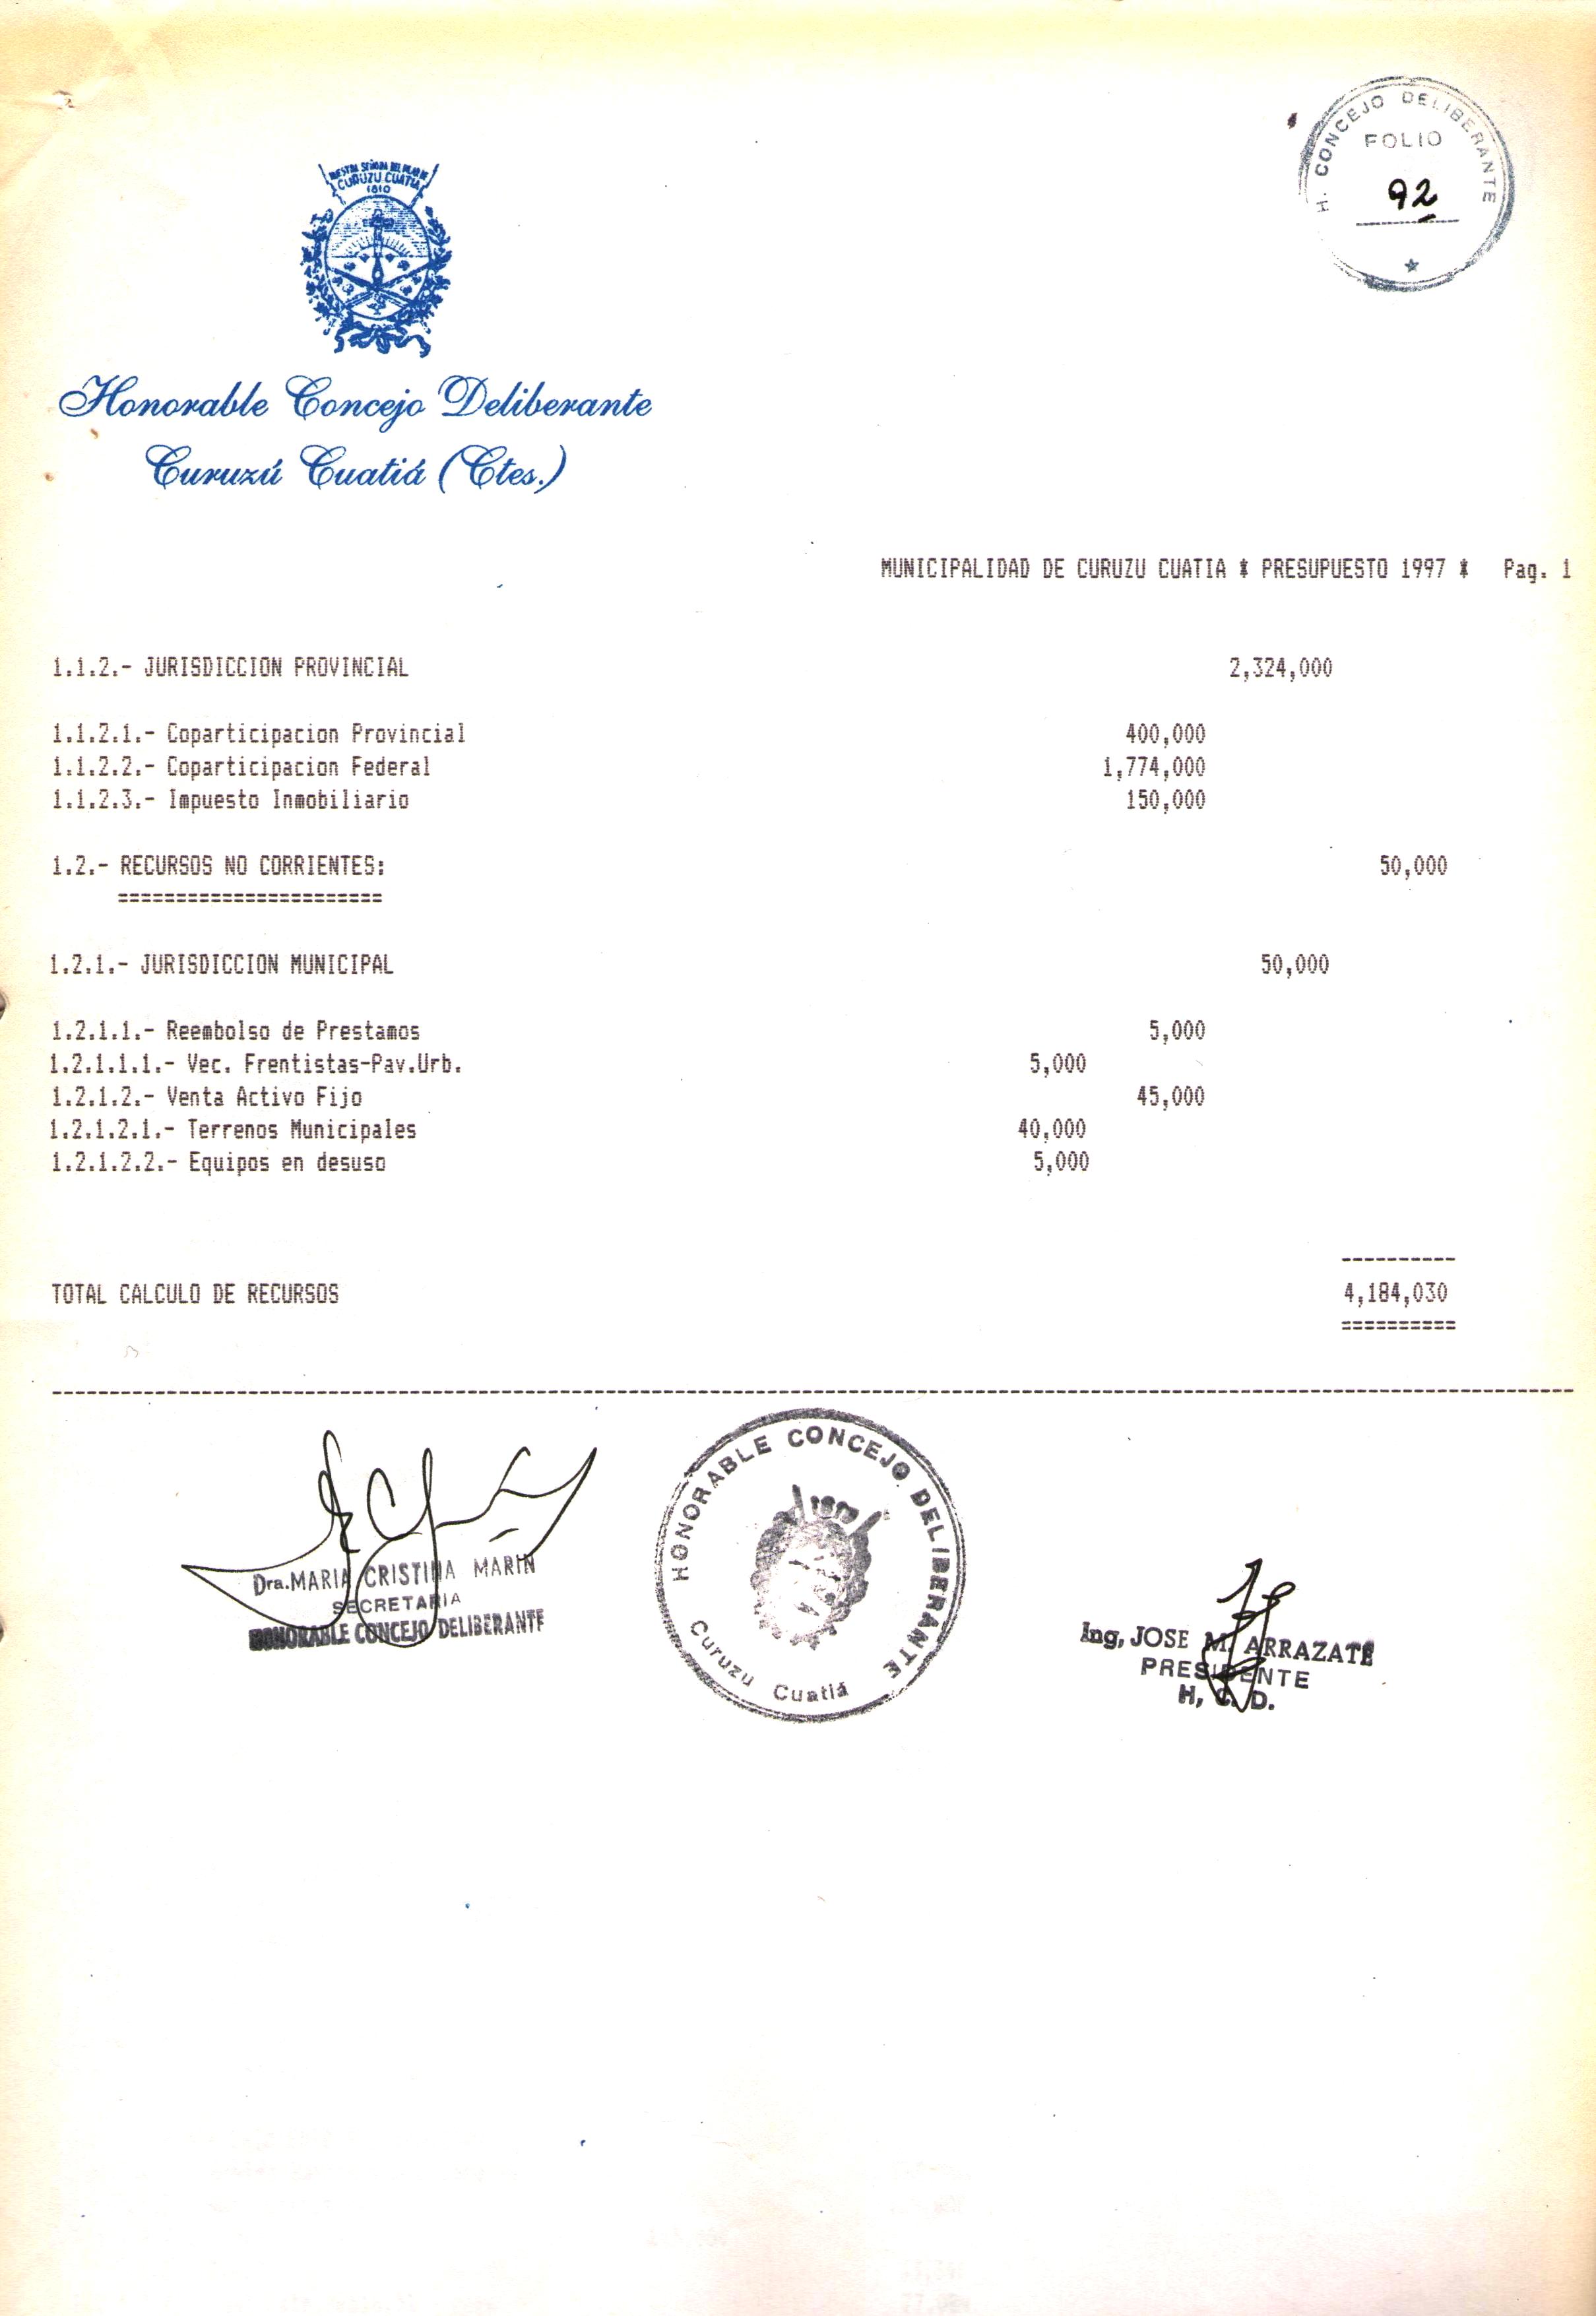 H. CONCEJO DELIBERANTE
FOLIO
92
CURUZU CUATIA
1810
Honorable Concejo Deliberante
Curuzú Cuatiá (Ctes.)
MUNICIPALIDAD DE CURUZU CUATIA * PRESUPUESTO 1997 * Pag. 1
1.1.2.- JURISDICCION PROVINCIAL 2,324,000
1.1.2.1.- Coparticipacion Provincial 400,000
1.1.2.2.- Coparticipacion Federal 1,774,000
1.1.2.3.- Impuesto Inmobiliario 150,000
1.2.- RECURSOS NO CORRIENTES: 50,000
======================= 
1.2.1.- JURISDICCION MUNICIPAL 50,000
1.2.1.1.- Reembolso de Prestamos 5,000
1.2.1.1.1.- Vec. Frentistas-Pav.Urb. 5,000
1.2.1.2.- Venta Activo Fijo 45,000
1.2.1.2.1.- Terrenos Municipales 40,000
1.2.1.2.2.- Equipos en desuso 5,000
----------
TOTAL CALCULO DE RECURSOS 4,184,030
==========
HONORABLE CONCEJO DELIBERANTE
1810
Curuzu Cuatiá
Dra. MARIA CRISTINA MARIN
SECRETARIA
HONORABLE CONCEJO DELIBERANTE
Ing, JOSE M. ARRAZATE
PRESIDENTE
H, C. D.